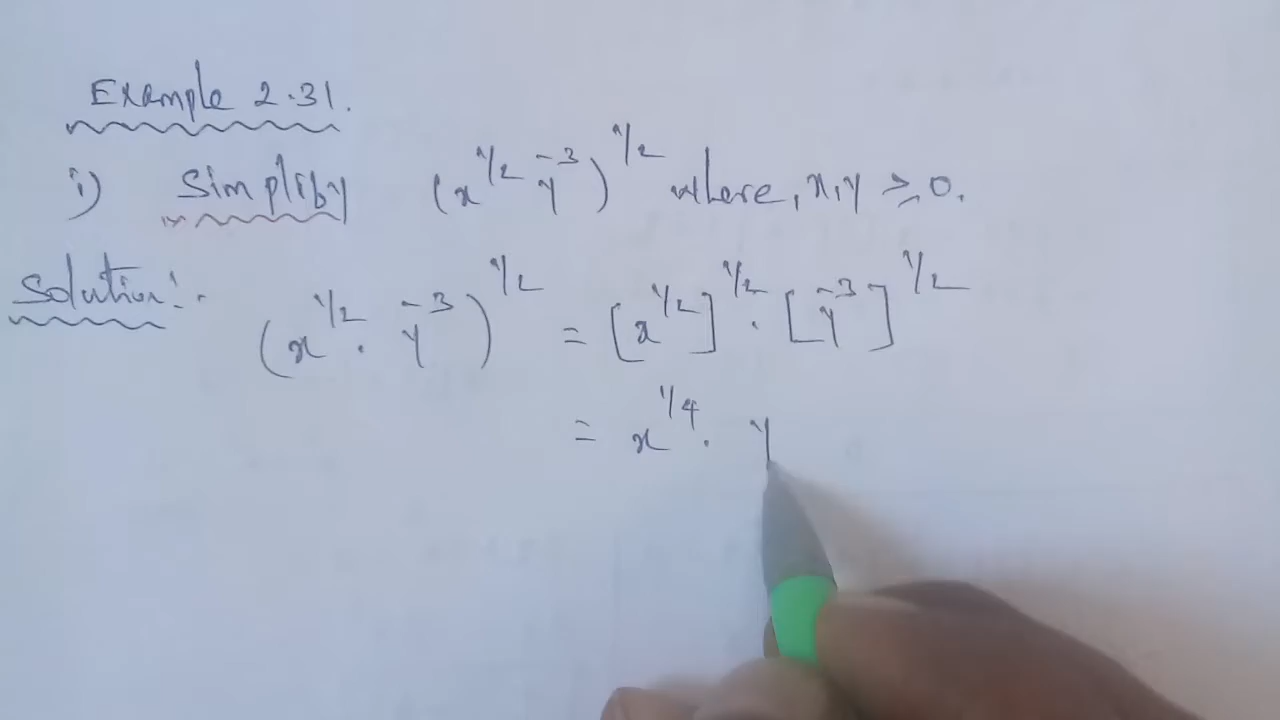 Example 2.31.
i) Simplify (x^1/2 y^-3)^1/2 where, x, y ≥ 0.
Solution:-
(x^1/2 . y^-3)^1/2 = [x^1/2]^1/2 . [y^-3]^1/2
= x^1/4 . y